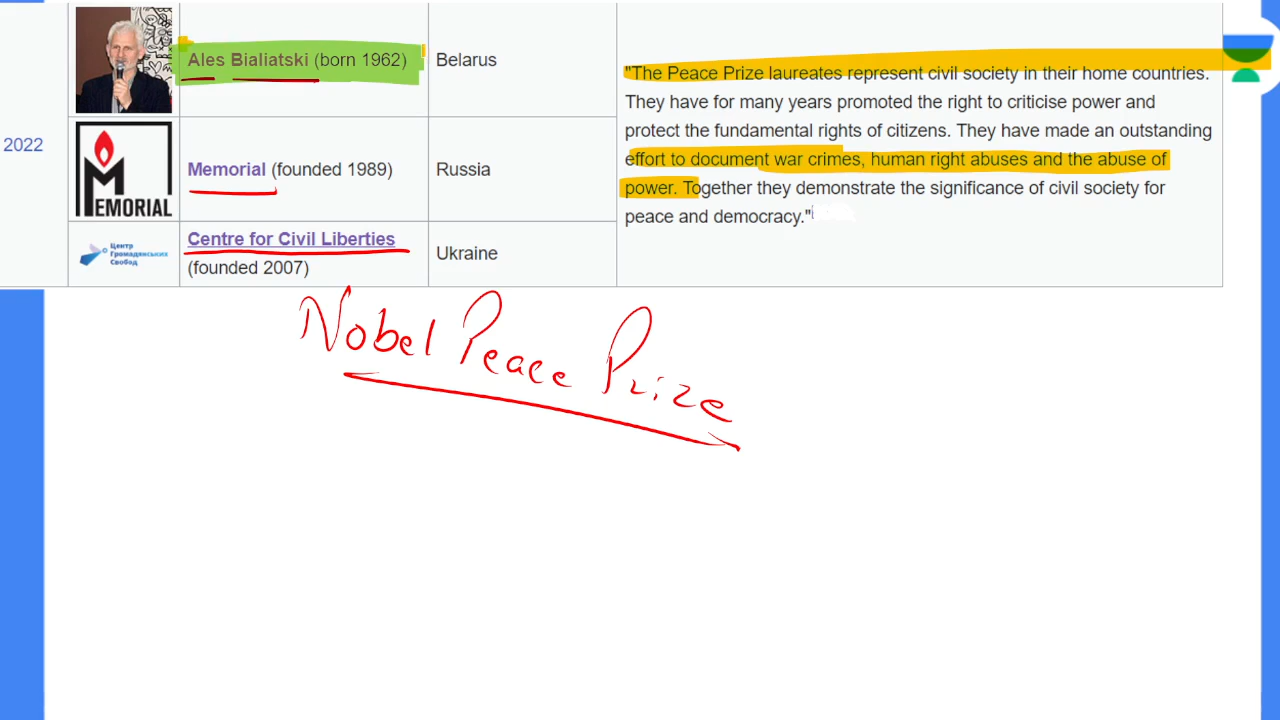 Ales Bialiatski (born 1962)
Belarus
"The Peace Prize laureates represent civil society in their home countries.
They have for many years promoted the right to criticise power and
protect the fundamental rights of citizens. They have made an outstanding
effort to document war crimes, human right abuses and the abuse of
power. Together they demonstrate the significance of civil society for
peace and democracy."
2022
MEMORIAL
Memorial (founded 1989)
Russia
Центр
Громадянських
Свобод
Centre for Civil Liberties
(founded 2007)
Ukraine
Nobel Peace Prize